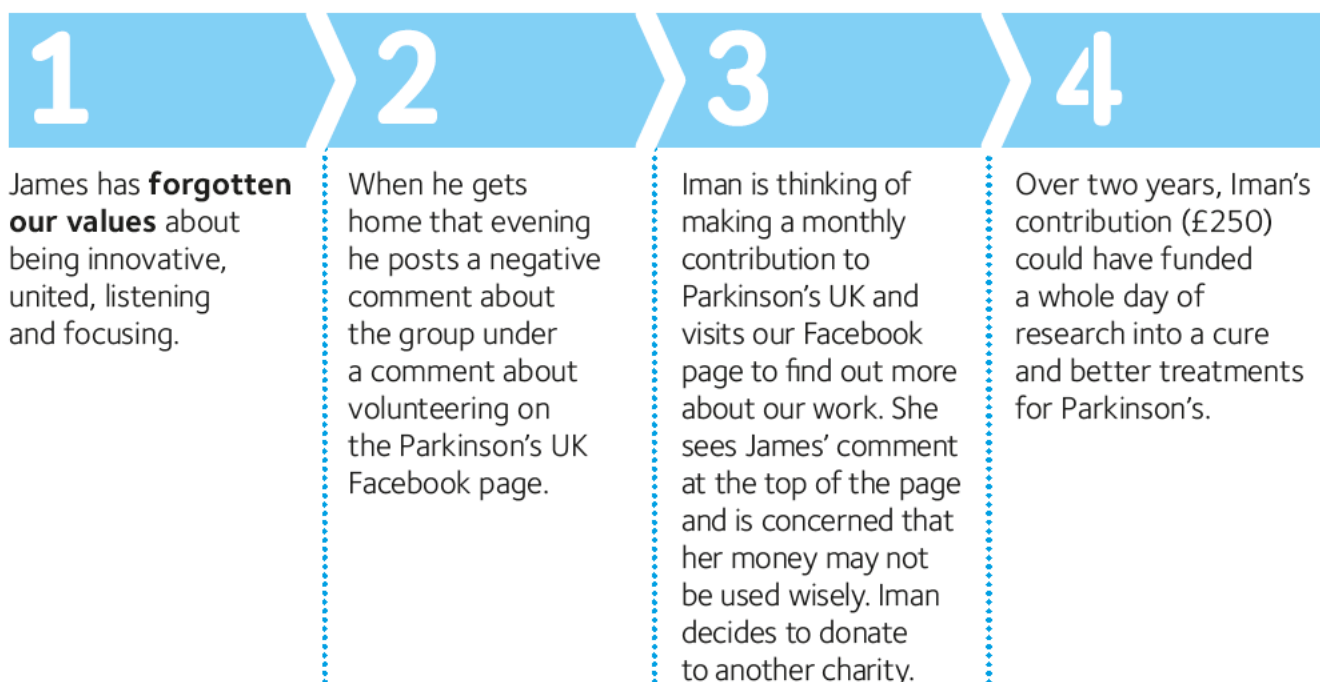 1
James has forgotten
our values about
being innovative,
united, listening
and focusing.
2
When he gets
home that evening
he posts a negative
comment about
the group under
a comment about
volunteering on
the Parkinson’s UK
Facebook page.
3
Iman is thinking of
making a monthly
contribution to
Parkinson’s UK and
visits our Facebook
page to find out more
about our work. She
sees James’ comment
at the top of the page
and is concerned that
her money may not
be used wisely. Iman
decides to donate
to another charity.
4
Over two years, Iman’s
contribution (£250)
could have funded
a whole day of
research into a cure
and better treatments
for Parkinson’s.